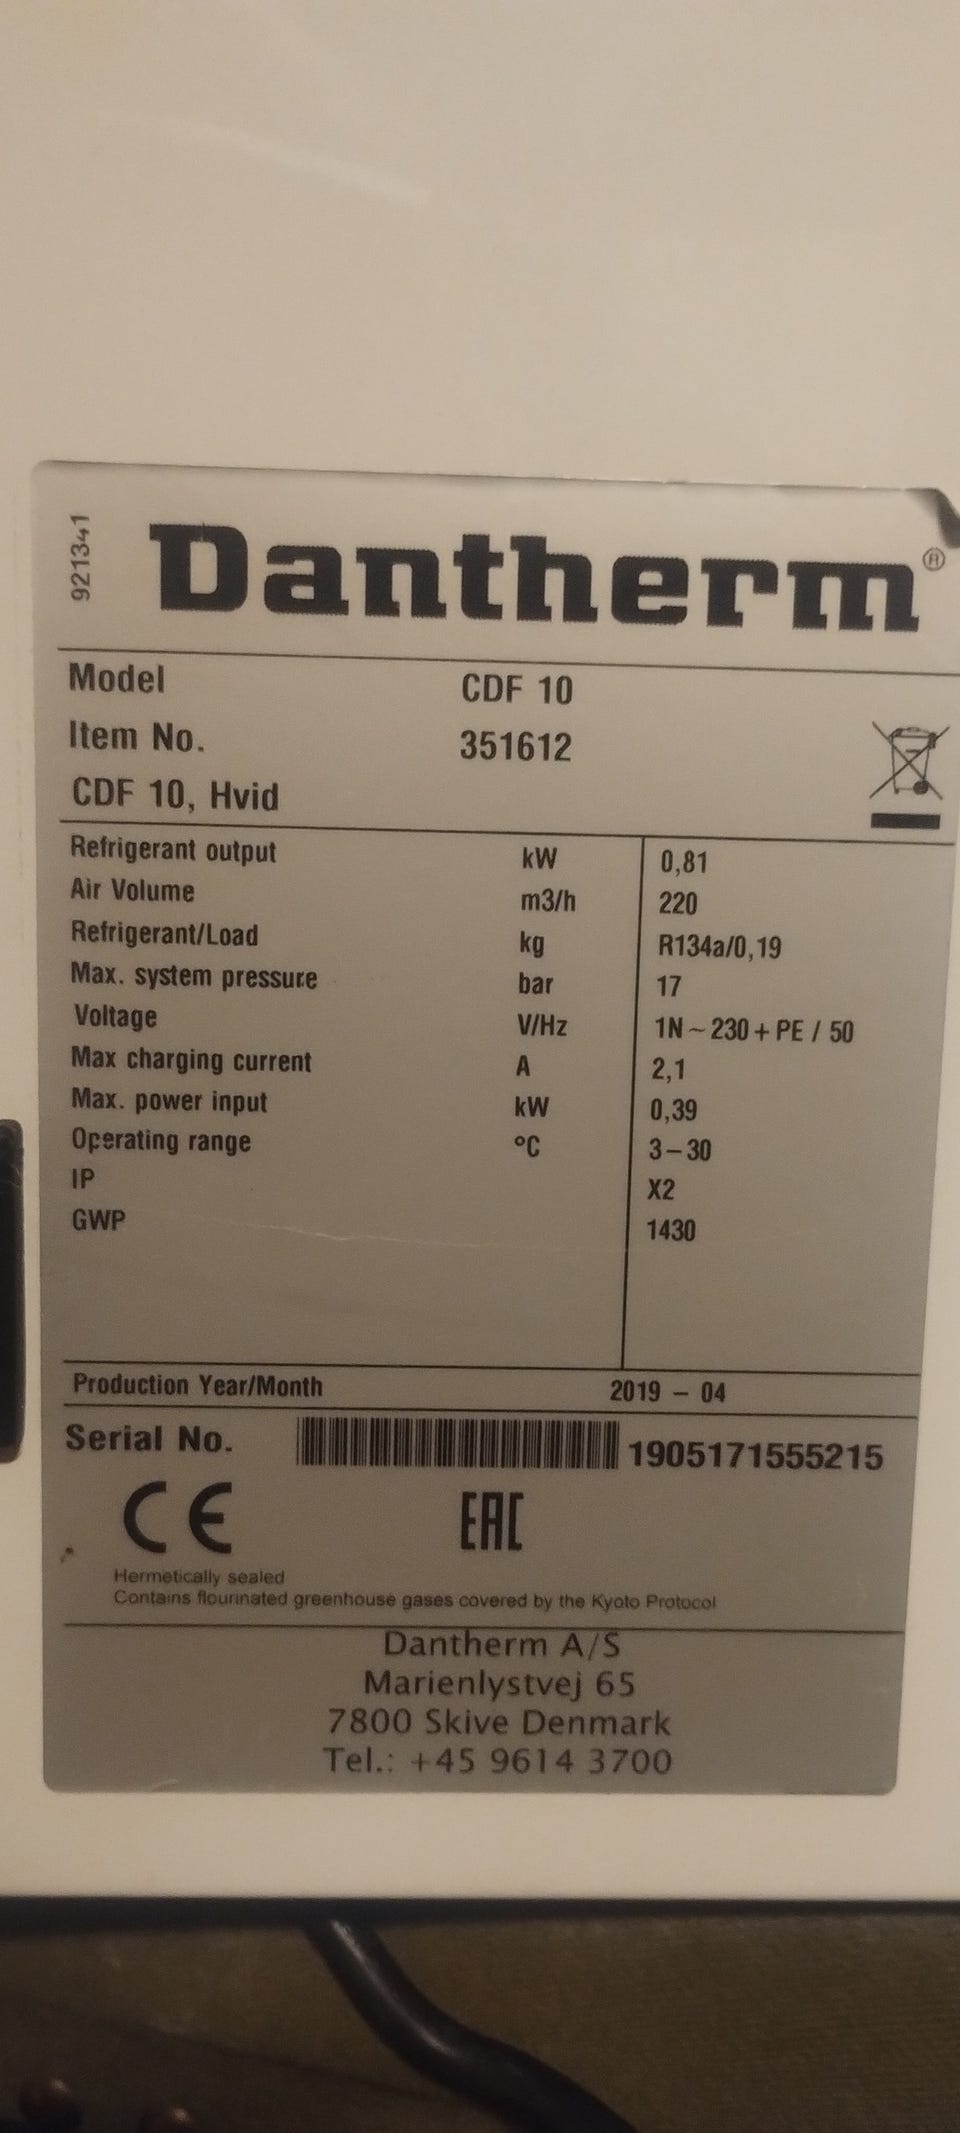 921341
Dantherm®
Model CDF 10
Item No. 351612
CDF 10, Hvid
Refrigerant output kW 0,81
Air Volume m3/h 220
Refrigerant/Load kg R134a/0,19
Max. system pressure bar 17
Voltage V/Hz 1N ~ 230 + PE / 50
Max charging current A 2,1
Max. power input kW 0,39
Operating range °C 3–30
IP X2
GWP 1430
Production Year/Month 2019 – 04
Serial No. 1905171555215
CE EAC
Hermetically sealed
Contains flourinated greenhouse gases covered by the Kyoto Protocol
Dantherm A/S
Marienlystvej 65
7800 Skive Denmark
Tel.: +45 9614 3700